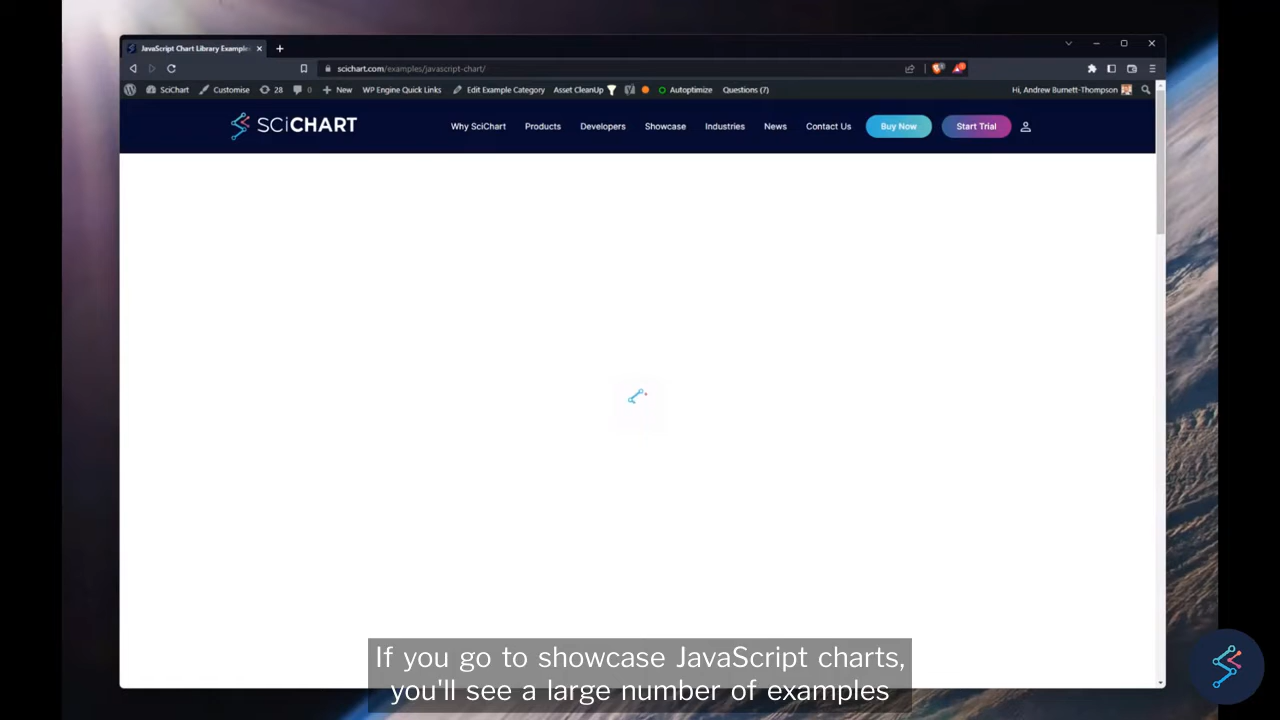 JavaScript Chart Library Example
scichart.com/examples/javascript-chart/
SciChart Customise 28 0 New WP Engine Quick Links Edit Example Category Asset CleanUp Autoptimize Questions (7) Hi, Andrew Burnett-Thompson
SCiCHART Why SciChart Products Developers Showcase Industries News Contact Us Buy Now Start Trial
If you go to showcase JavaScript charts,
you'll see a large number of examples